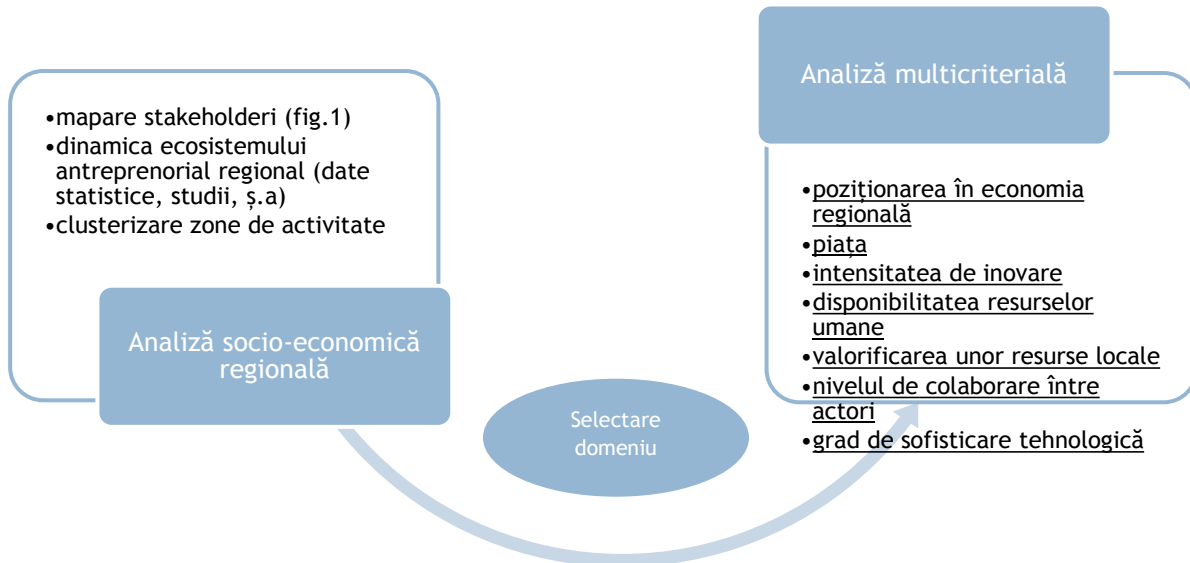 •mapare stakeholderi (fig.1)
•dinamica ecosistemului
antreprenorial regional (date
statistice, studii, ș.a)
•clusterizare zone de activitate
Analiză socio-economică
regională
Selectare
domeniu
Analiză multicriterială
•poziționarea în economia
regională
•piața
•intensitatea de inovare
•disponibilitatea resurselor
umane
•valorificarea unor resurse locale
•nivelul de colaborare între
actori
•grad de sofisticare tehnologică